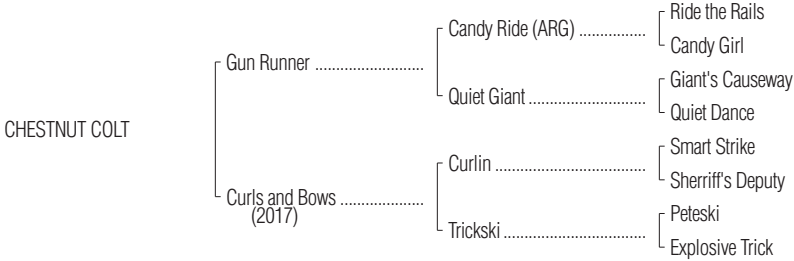 Ride the Rails
Candy Ride (ARG) ................
Candy Girl
Gun Runner ..........................
Giant's Causeway
Quiet Giant ............................
Quiet Dance
CHESTNUT COLT
Smart Strike
Curlin ....................................
Sherriff's Deputy
Curls and Bows ....................
(2017)
Peteski
Trickski ..................................
Explosive Trick